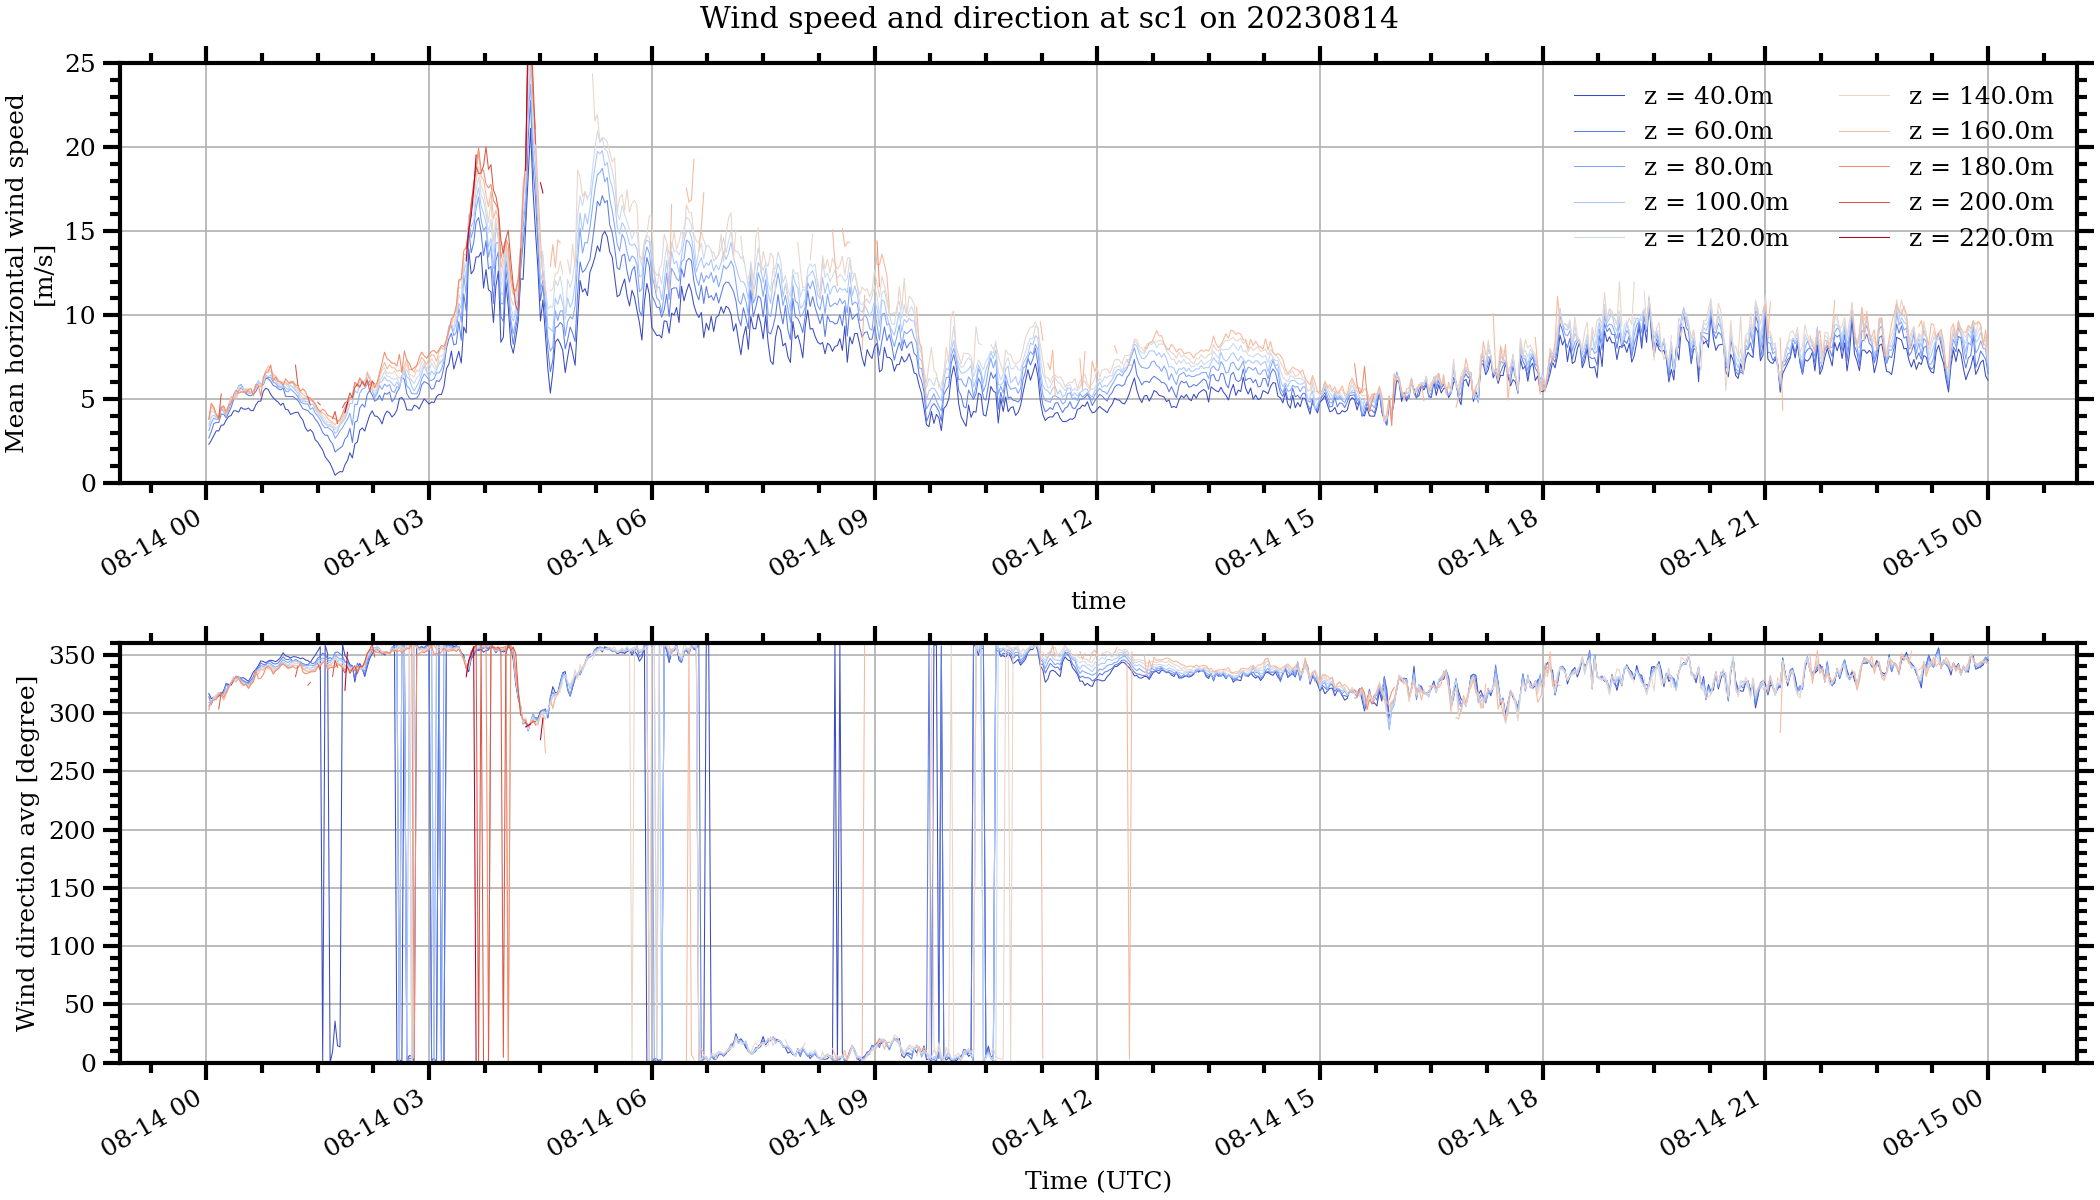 Wind speed and direction at sc1 on 20230814
Mean horizontal wind speed
[m/s]
25
20
15
10
5
0
z = 40.0m
z = 60.0m
z = 80.0m
z = 100.0m
z = 120.0m
z = 140.0m
z = 160.0m
z = 180.0m
z = 200.0m
z = 220.0m
08-14 00
08-14 03
08-14 06
08-14 09
08-14 12
08-14 15
08-14 18
08-14 21
08-15 00
time
Wind direction avg [degree]
350
300
250
200
150
100
50
0
08-14 00
08-14 03
08-14 06
08-14 09
08-14 12
08-14 15
08-14 18
08-14 21
08-15 00
Time (UTC)